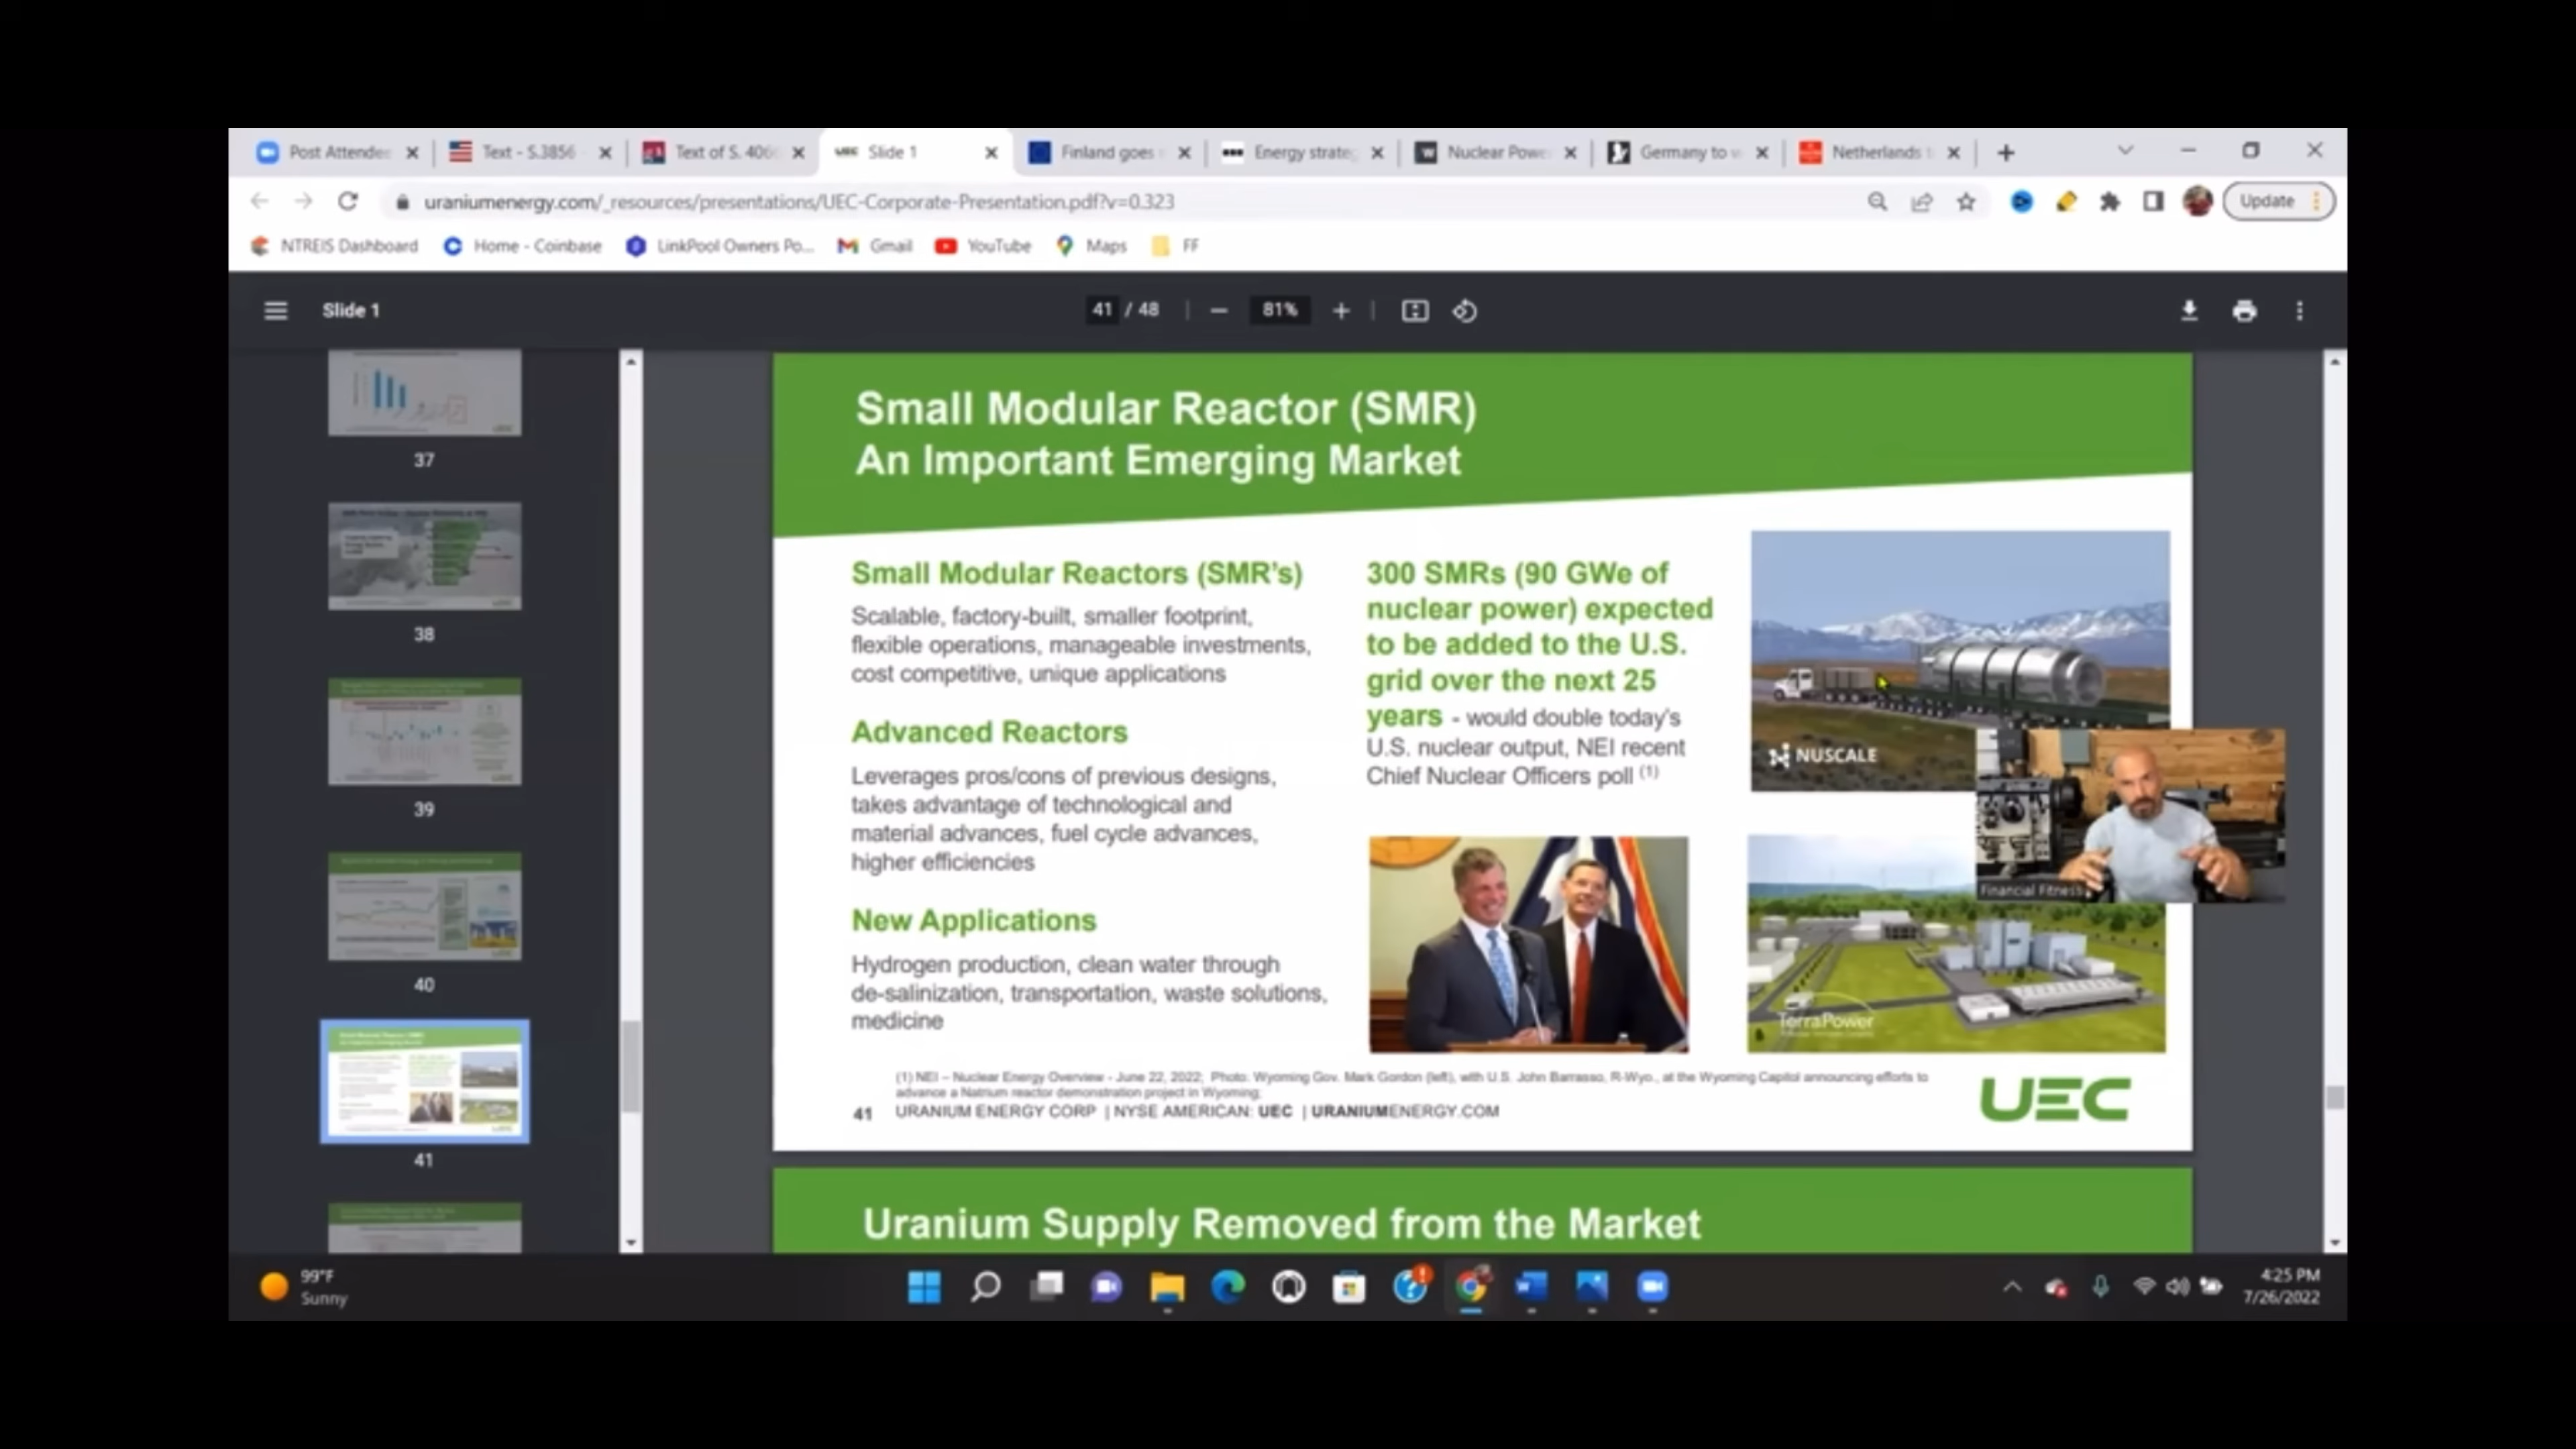 Post Attendee
Text - S.3856
Text of S. 406
UEC Slide 1
Finland goes
Energy strate
Nuclear Powe
Germany to
Netherlands
uraniumenergy.com/_resources/presentations/UEC-Corporate-Presentation.pdf?v=0.323
Update
NTREIS Dashboard
Home - Coinbase
LinkPool Owners Po...
Gmail
YouTube
Maps
FF
Slide 1
41 / 48
81%
37
38
39
40
41
Small Modular Reactor (SMR)
An Important Emerging Market
Small Modular Reactors (SMR's)
Scalable, factory-built, smaller footprint,
flexible operations, manageable investments,
cost competitive, unique applications
Advanced Reactors
Leverages pros/cons of previous designs,
takes advantage of technological and
material advances, fuel cycle advances,
higher efficiencies
New Applications
Hydrogen production, clean water through
de-salinization, transportation, waste solutions,
medicine
300 SMRs (90 GWe of
nuclear power) expected
to be added to the U.S.
grid over the next 25
years - would double today's
U.S. nuclear output, NEI recent
Chief Nuclear Officers poll (1)
NUSCALE
Financial Fitness
TerraPower
(1) NEI – Nuclear Energy Overview - June 22, 2022; Photo: Wyoming Gov. Mark Gordon (left), with U.S. John Barrasso, R-Wyo., at the Wyoming Capitol announcing efforts to
advance a Natrium reactor demonstration project in Wyoming;
41 URANIUM ENERGY CORP | NYSE AMERICAN: UEC | URANIUMENERGY.COM
UEC
Uranium Supply Removed from the Market
99°F
Sunny
4:25 PM
7/26/2022